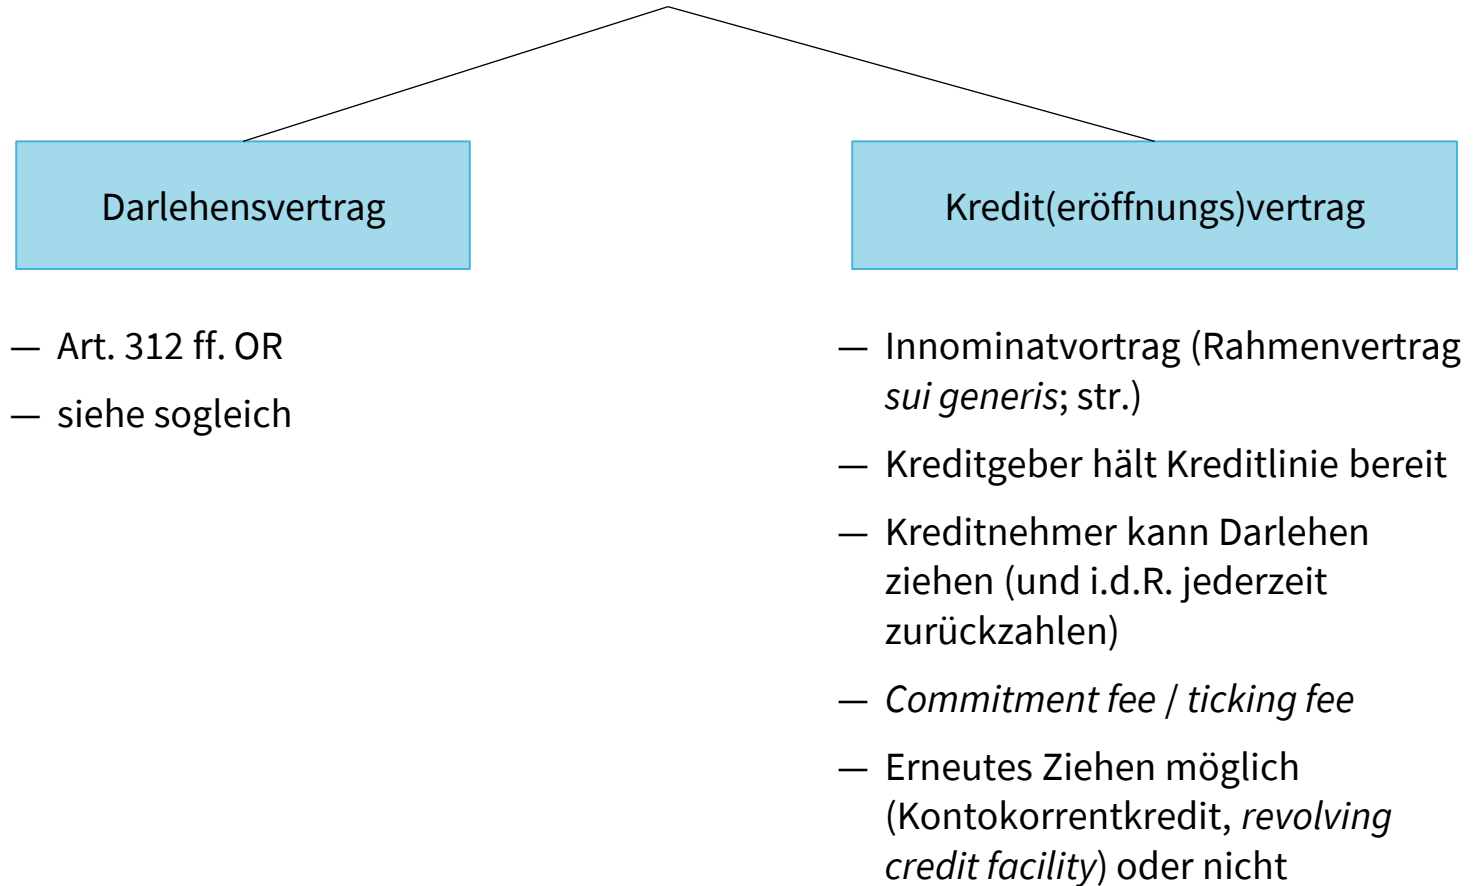 Darlehensvertrag
Kredit(eröffnungs)vertrag
— Art. 312 ff. OR
— siehe sogleich
— Innominatvortrag (Rahmenvertrag
sui generis; str.)
— Kreditgeber hält Kreditlinie bereit
— Kreditnehmer kann Darlehen
ziehen (und i.d.R. jederzeit
zurückzahlen)
— Commitment fee / ticking fee
— Erneutes Ziehen möglich
(Kontokorrentkredit, revolving
credit facility) oder nicht